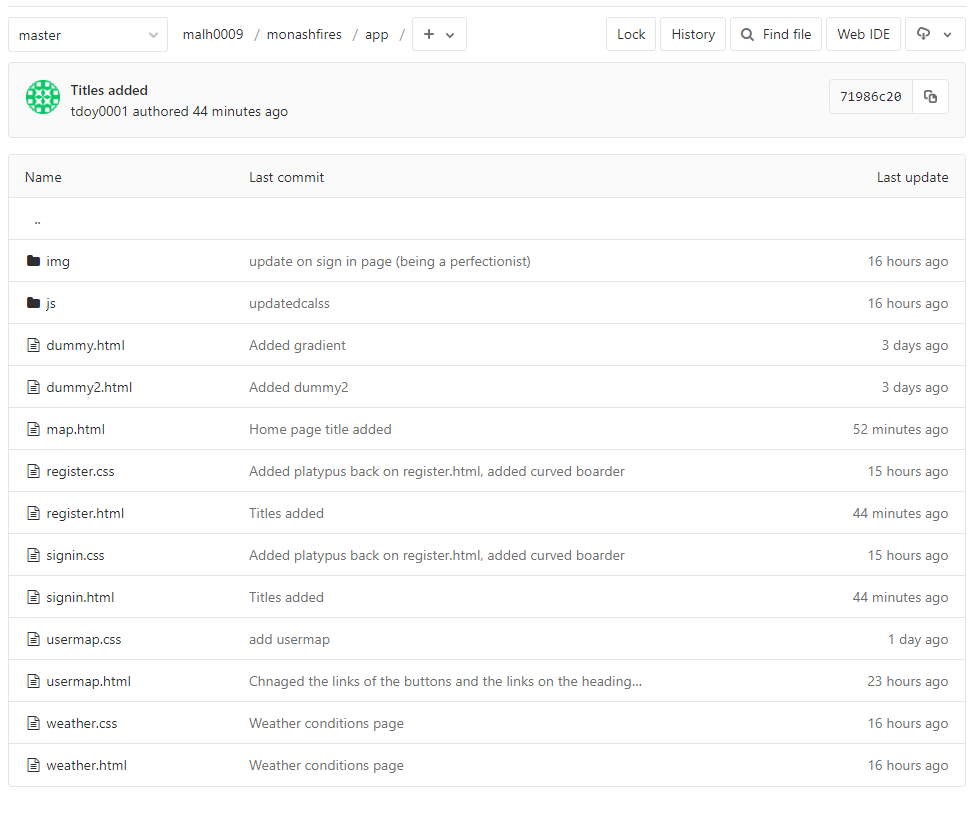 master malh0009 / monashfires / app / + Lock History Find file Web IDE
Titles added
tdoy0001 authored 44 minutes ago 71986c20
Name Last commit Last update
..
img update on sign in page (being a perfectionist) 16 hours ago
js updatedcalss 16 hours ago
dummy.html Added gradient 3 days ago
dummy2.html Added dummy2 3 days ago
map.html Home page title added 52 minutes ago
register.css Added platypus back on register.html, added curved boarder 15 hours ago
register.html Titles added 44 minutes ago
signin.css Added platypus back on register.html, added curved boarder 15 hours ago
signin.html Titles added 44 minutes ago
usermap.css add usermap 1 day ago
usermap.html Chnaged the links of the buttons and the links on the heading... 23 hours ago
weather.css Weather conditions page 16 hours ago
weather.html Weather conditions page 16 hours ago